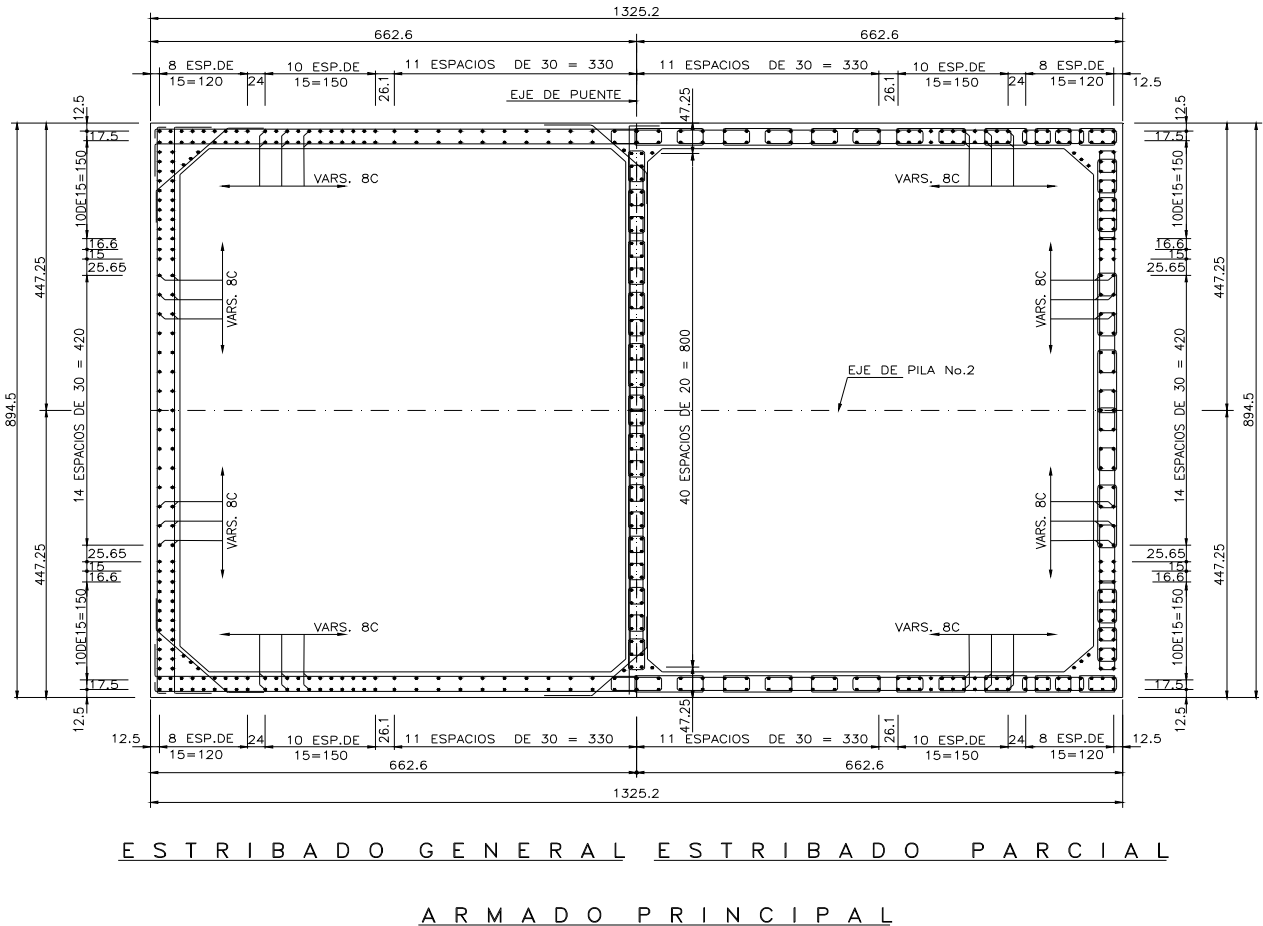 1325.2
662.6 662.6
8 ESP.DE 15=120
24
10 ESP.DE 15=150
26.1
11 ESPACIOS DE 30 = 330
11 ESPACIOS DE 30 = 330
26.1
10 ESP.DE 15=150
24
8 ESP.DE 15=120
12.5
EJE DE PUENTE
47.25
12.5
17.5
10DE15=150
16.6
15
25.65
447.25
14 ESPACIOS DE 30 = 420
894.5
447.25
25.65
15
16.6
10DE15=150
17.5
12.5
VARS. 8C
VARS. 8C
VARS. 8C
VARS. 8C
40 ESPACIOS DE 20 = 800
EJE DE PILA No.2
VARS. 8C
VARS. 8C
VARS. 8C
VARS. 8C
12.5
17.5
10DE15=150
16.6
15
25.65
447.25
14 ESPACIOS DE 30 = 420
894.5
447.25
25.65
15
16.6
10DE15=150
17.5
12.5
47.25
12.5
8 ESP.DE 15=120
24
10 ESP.DE 15=150
26.1
11 ESPACIOS DE 30 = 330
11 ESPACIOS DE 30 = 330
26.1
10 ESP.DE 15=150
24
8 ESP.DE 15=120
12.5
662.6 662.6
1325.2
ESTRIBADO GENERAL ESTRIBADO PARCIAL
ARMADO PRINCIPAL